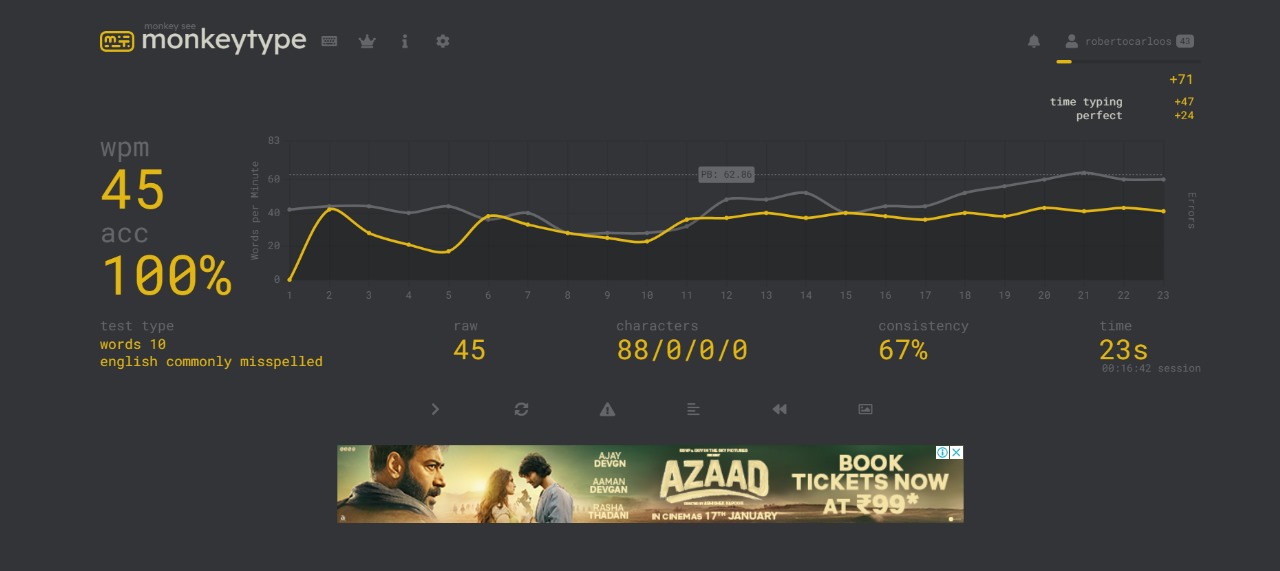 monkey see
monkeytype
robertocarloos 43
+71
time typing +47
perfect +24
wpm
45
acc
100%
Words per Minute
83
60
40
20
0
PB: 62.86
Errors
1 2 3 4 5 6 7 8 9 10 11 12 13 14 15 16 17 18 19 20 21 22 23
test type
words 10
english commonly misspelled
raw
45
characters
88/0/0/0
consistency
67%
time
23s
00:16:42 session
AJAY
DEVGN
AAMAN
DEVGAN
RASHA
THADANI
AZAAD
IN CINEMAS 17TH JANUARY
BOOK
TICKETS NOW
AT ₹99*